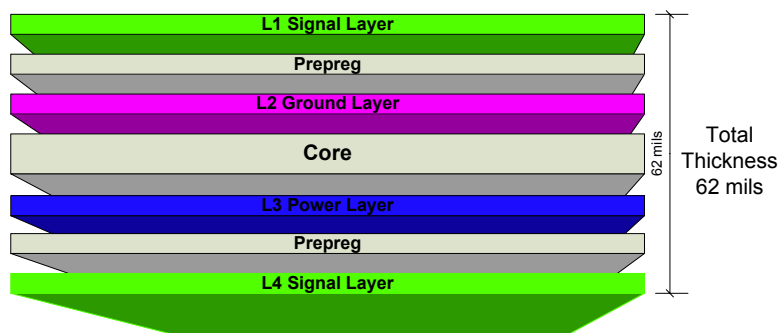 L1 Signal Layer
Prepreg
L2 Ground Layer
Core
L3 Power Layer
Prepreg
L4 Signal Layer
62 mils
Total
Thickness
62 mils